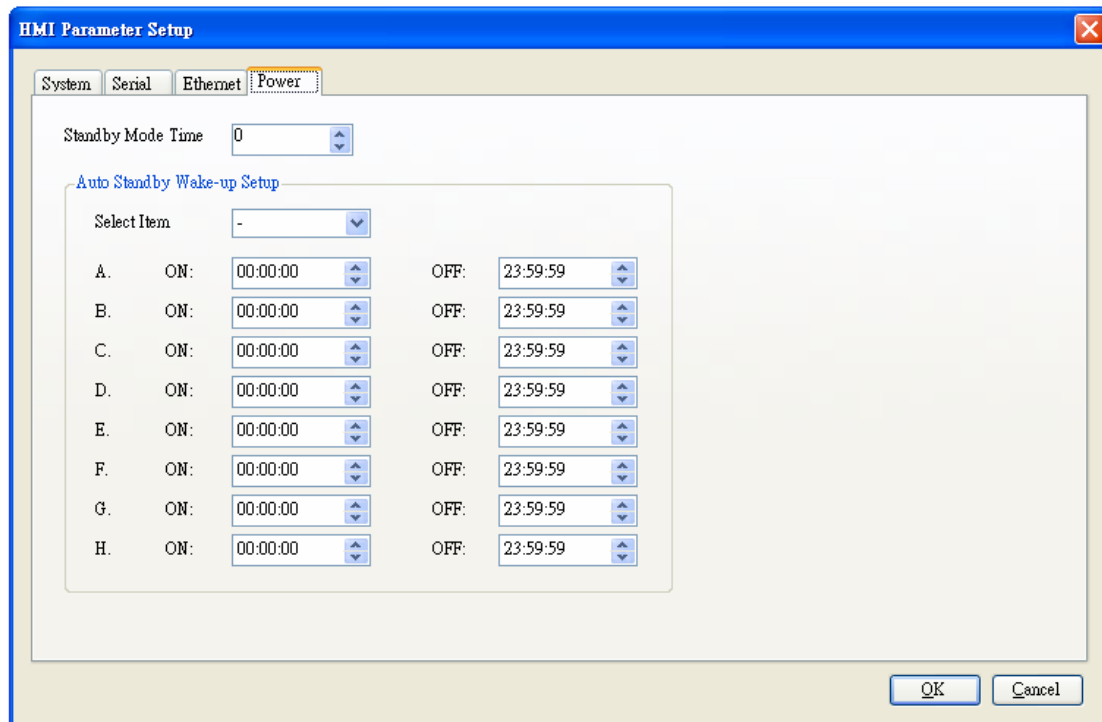 HMI Parameter Setup
System Serial Ethernet Power
Standby Mode Time 0
Auto Standby Wake-up Setup
Select Item -
A. ON: 00:00:00 OFF: 23:59:59
B. ON: 00:00:00 OFF: 23:59:59
C. ON: 00:00:00 OFF: 23:59:59
D. ON: 00:00:00 OFF: 23:59:59
E. ON: 00:00:00 OFF: 23:59:59
F. ON: 00:00:00 OFF: 23:59:59
G. ON: 00:00:00 OFF: 23:59:59
H. ON: 00:00:00 OFF: 23:59:59
OK Cancel